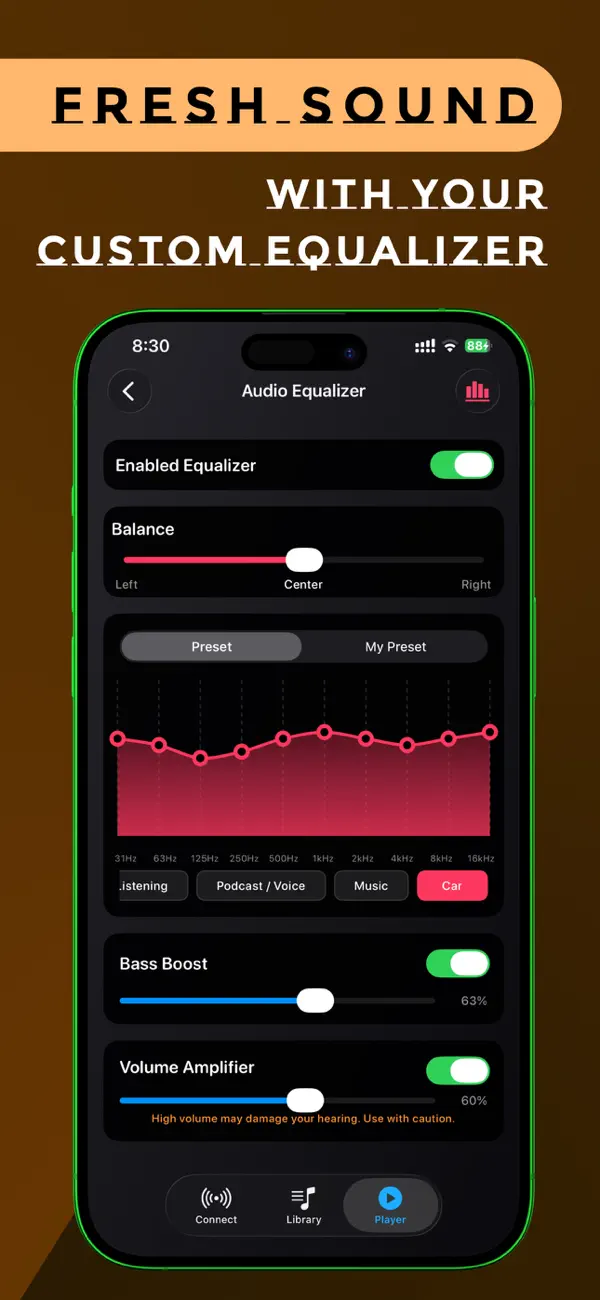 FRESH SOUND
WITH YOUR
CUSTOM EQUALIZER
8:30
88
Audio Equalizer
Enabled Equalizer
Balance
Left Center Right
Preset My Preset
31Hz 63Hz 125Hz 250Hz 500Hz 1kHz 2kHz 4kHz 8kHz 16kHz
istening Podcast / Voice Music Car
Bass Boost
63%
Volume Amplifier
60%
High volume may damage your hearing. Use with caution.
Connect Library Player